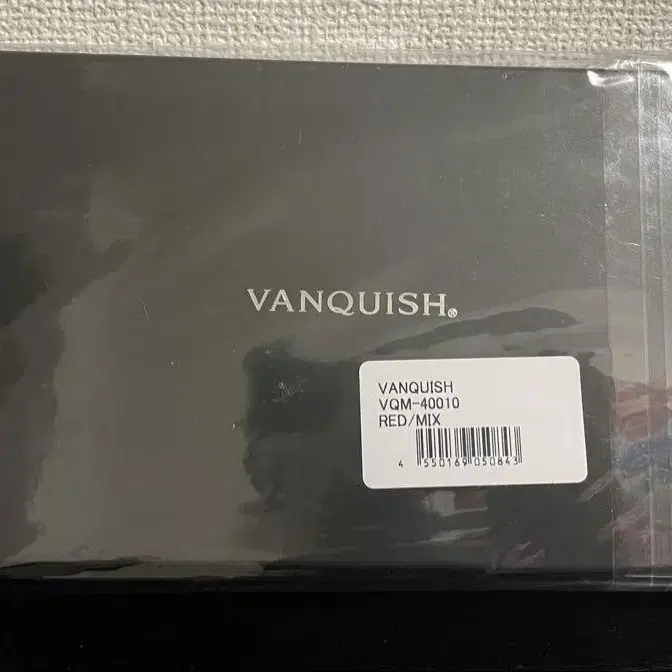 VANQUISH®
VANQUISH
VQM-40010
RED/MIX
4 550169 050843